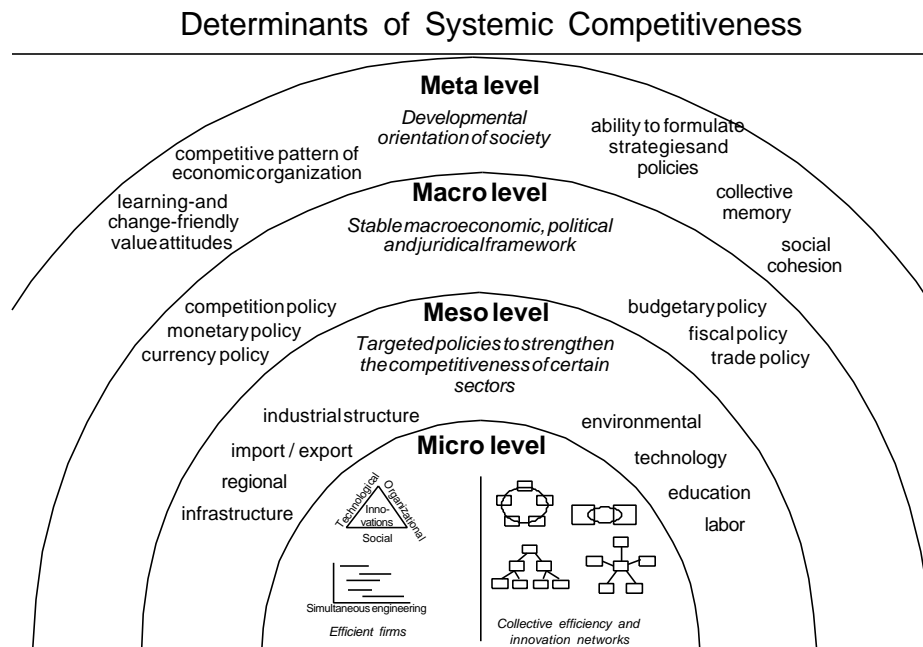 Determinants of Systemic Competitiveness
Meta level
Developmental
orientation of society
competitive pattern of
economic organization
learning-and
change-friendly
value attitudes
ability to formulate
strategies and
policies
collective
memory
social
cohesion
Macro level
Stable macroeconomic, political
and juridical framework
competition policy
monetary policy
currency policy
budgetary policy
fiscal policy
trade policy
Meso level
Targeted policies to strengthen
the competitiveness of certain
sectors
industrial structure
import / export
regional
infrastructure
environmental
technology
education
labor
Micro level
Technological
Organizational
Inno-
vations
Social
Simultaneous engineering
Efficient firms
Collective efficiency and
innovation networks